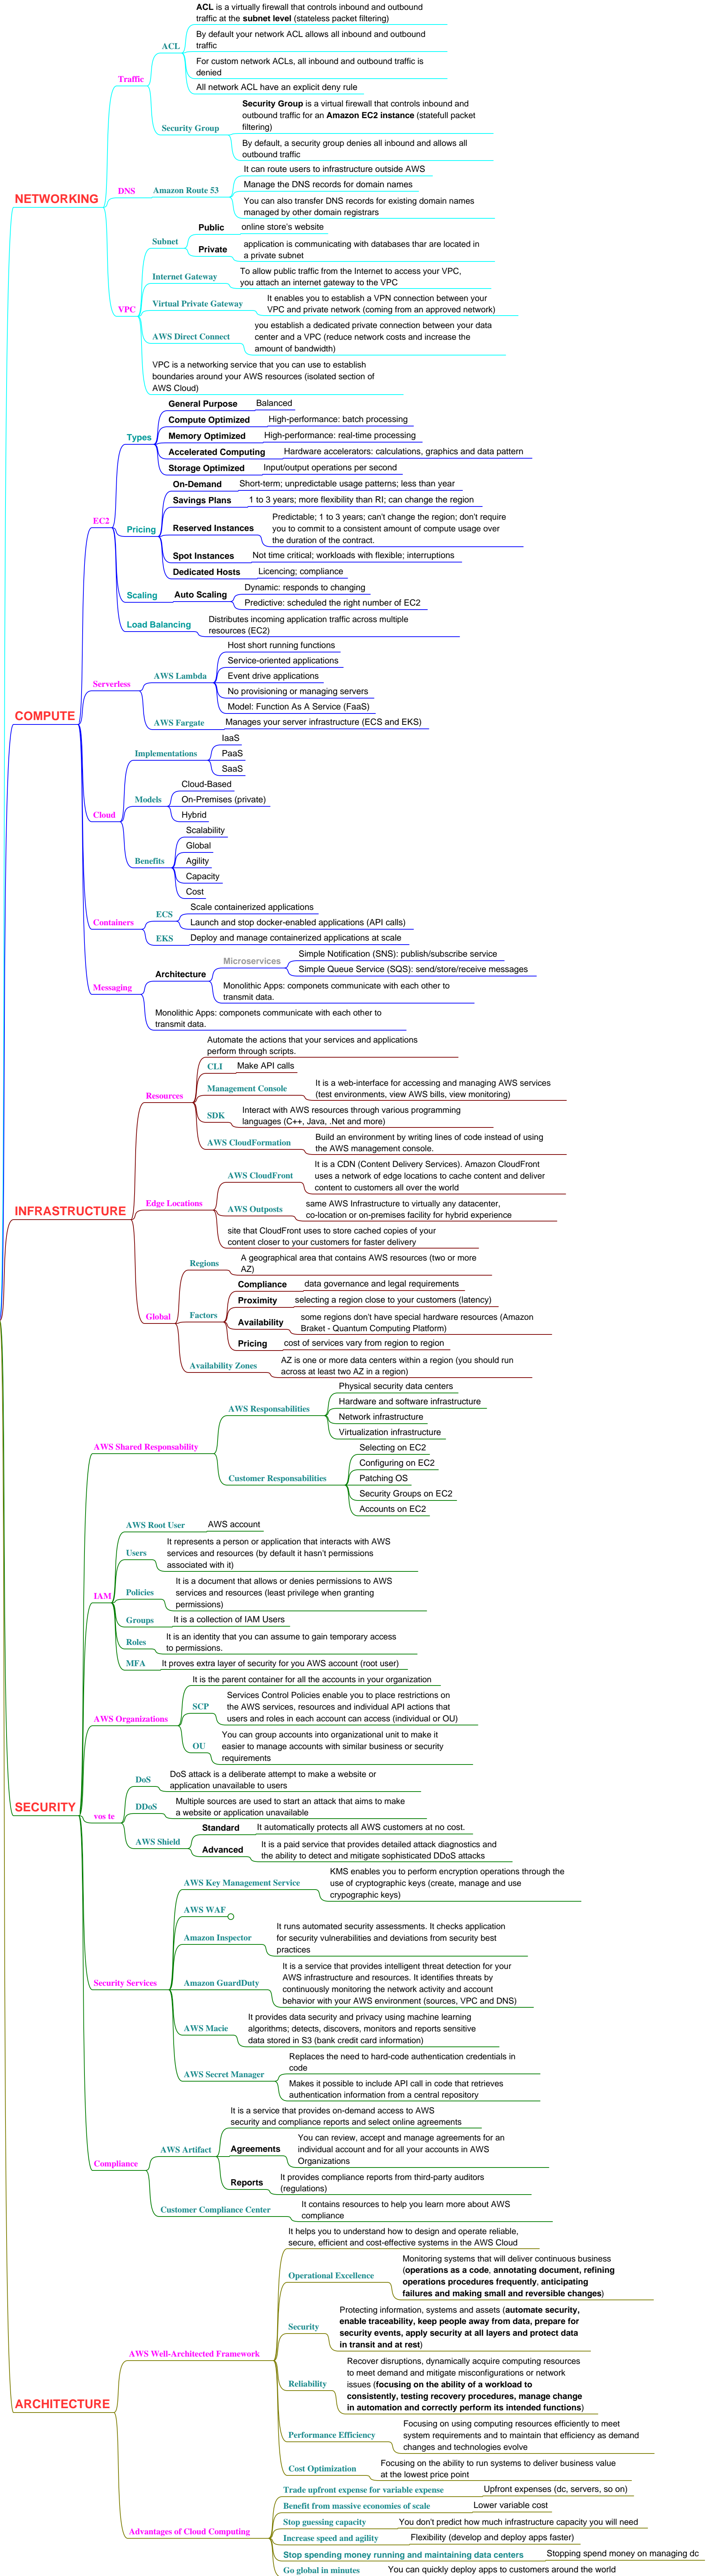 NETWORKING
Traffic
ACL
ACL is a virtually firewall that controls inbound and outbound
traffic at the subnet level (stateless packet filtering)
By default your network ACL allows all inbound and outbound
traffic
For custom network ACLs, all inbound and outbound traffic is
denied
All network ACL have an explicit deny rule
Security Group
Security Group is a virtual firewall that controls inbound and
outbound traffic for an Amazon EC2 instance (statefull packet
filtering)
By default, a security group denies all inbound and allows all
outbound traffic
DNS
Amazon Route 53
It can route users to infrastructure outside AWS
Manage the DNS records for domain names
You can also transfer DNS records for existing domain names
managed by other domain registrars
VPC
Subnet
Public
online store's website
Private
application is communicating with databases that are located in
a private subnet
Internet Gateway
To allow public traffic from the Internet to access your VPC,
you attach an internet gateway to the VPC
Virtual Private Gateway
It enables you to establish a VPN connection between your
VPC and private network (coming from an approved network)
AWS Direct Connect
you establish a dedicated private connection between your data
center and a VPC (reduce network costs and increase the
amount of bandwidth)
VPC is a networking service that you can use to establish
boundaries around your AWS resources (isolated section of
AWS Cloud)
COMPUTE
EC2
Types
General Purpose
Balanced
Compute Optimized
High-performance: batch processing
Memory Optimized
High-performance: real-time processing
Accelerated Computing
Hardware accelerators: calculations, graphics and data pattern
Storage Optimized
Input/output operations per second
Pricing
On-Demand
Short-term; unpredictable usage patterns; less than year
Savings Plans
1 to 3 years; more flexibility than RI; can change the region
Reserved Instances
Predictable; 1 to 3 years; can't change the region; don't require
you to commit to a consistent amount of compute usage over
the duration of the contract.
Spot Instances
Not time critical; workloads with flexible; interruptions
Dedicated Hosts
Licencing; compliance
Scaling
Auto Scaling
Dynamic: responds to changing
Predictive: scheduled the right number of EC2
Load Balancing
Distributes incoming application traffic across multiple
resources (EC2)
Serverless
AWS Lambda
Host short running functions
Service-oriented applications
Event drive applications
No provisioning or managing servers
Model: Function As A Service (FaaS)
AWS Fargate
Manages your server infrastructure (ECS and EKS)
Cloud
Implementations
IaaS
PaaS
SaaS
Models
Cloud-Based
On-Premises (private)
Hybrid
Benefits
Scalability
Global
Agility
Capacity
Cost
Containers
ECS
Scale containerized applications
Launch and stop docker-enabled applications (API calls)
EKS
Deploy and manage containerized applications at scale
Messaging
Architecture
Microservices
Simple Notification (SNS): publish/subscribe service
Simple Queue Service (SQS): send/store/receive messages
Monolithic Apps: componets communicate with each other to
transmit data.
Monolithic Apps: componets communicate with each other to
transmit data.
INFRASTRUCTURE
Resources
Automate the actions that your services and applications
perform through scripts.
CLI
Make API calls
Management Console
It is a web-interface for accessing and managing AWS services
(test environments, view AWS bills, view monitoring)
SDK
Interact with AWS resources through various programming
languages (C++, Java, .Net and more)
AWS CloudFormation
Build an environment by writing lines of code instead of using
the AWS management console.
Edge Locations
AWS CloudFront
It is a CDN (Content Delivery Services). Amazon CloudFront
uses a network of edge locations to cache content and deliver
content to customers all over the world
AWS Outposts
same AWS Infrastructure to virtually any datacenter,
co-location or on-premises facility for hybrid experience
site that CloudFront uses to store cached copies of your
content closer to your customers for faster delivery
Global
Regions
A geographical area that contains AWS resources (two or more
AZ)
Factors
Compliance
data governance and legal requirements
Proximity
selecting a region close to your customers (latency)
Availability
some regions don't have special hardware resources (Amazon
Braket - Quantum Computing Platform)
Pricing
cost of services vary from region to region
Availability Zones
AZ is one or more data centers within a region (you should run
across at least two AZ in a region)
SECURITY
AWS Shared Responsability
AWS Responsabilities
Physical security data centers
Hardware and software infrastructure
Network infrastructure
Virtualization infrastructure
Customer Responsabilities
Selecting on EC2
Configuring on EC2
Patching OS
Security Groups on EC2
Accounts on EC2
IAM
AWS Root User
AWS account
Users
It represents a person or application that interacts with AWS
services and resources (by default it hasn't permissions
associated with it)
Policies
It is a document that allows or denies permissions to AWS
services and resources (least privilege when granting
permissions)
Groups
It is a collection of IAM Users
Roles
It is an identity that you can assume to gain temporary access
to permissions.
MFA
It proves extra layer of security for you AWS account (root user)
AWS Organizations
It is the parent container for all the accounts in your organization
SCP
Services Control Policies enable you to place restrictions on
the AWS services, resources and individual API actions that
users and roles in each account can access (individual or OU)
OU
You can group accounts into organizational unit to make it
easier to manage accounts with similar business or security
requirements
vos te
DoS
DoS attack is a deliberate attempt to make a website or
application unavailable to users
DDoS
Multiple sources are used to start an attack that aims to make
a website or application unavailable
AWS Shield
Standard
It automatically protects all AWS customers at no cost.
Advanced
It is a paid service that provides detailed attack diagnostics and
the ability to detect and mitigate sophisticated DDoS attacks
Security Services
AWS Key Management Service
KMS enables you to perform encryption operations through the
use of cryptographic keys (create, manage and use
crypographic keys)
AWS WAF
Amazon Inspector
It runs automated security assessments. It checks application
for security vulnerabilities and deviations from security best
practices
Amazon GuardDuty
It is a service that provides intelligent threat detection for your
AWS infrastructure and resources. It identifies threats by
continuously monitoring the network activity and account
behavior with your AWS environment (sources, VPC and DNS)
AWS Macie
It provides data security and privacy using machine learning
algorithms; detects, discovers, monitors and reports sensitive
data stored in S3 (bank credit card information)
AWS Secret Manager
Replaces the need to hard-code authentication credentials in
code
Makes it possible to include API call in code that retrieves
authentication information from a central repository
Compliance
AWS Artifact
It is a service that provides on-demand access to AWS
security and compliance reports and select online agreements
Agreements
You can review, accept and manage agreements for an
individual account and for all your accounts in AWS
Organizations
Reports
It provides compliance reports from third-party auditors
(regulations)
Customer Compliance Center
It contains resources to help you learn more about AWS
compliance
ARCHITECTURE
AWS Well-Architected Framework
It helps you to understand how to design and operate reliable,
secure, efficient and cost-effective systems in the AWS Cloud
Operational Excellence
Monitoring systems that will deliver continuous business
(operations as a code, annotating document, refining
operations procedures frequently, anticipating
failures and making small and reversible changes)
Security
Protecting information, systems and assets (automate security,
enable traceability, keep people away from data, prepare for
security events, apply security at all layers and protect data
in transit and at rest)
Reliability
Recover disruptions, dynamically acquire computing resources
to meet demand and mitigate misconfigurations or network
issues (focusing on the ability of a workload to
consistently, testing recovery procedures, manage change
in automation and correctly perform its intended functions)
Performance Efficiency
Focusing on using computing resources efficiently to meet
system requirements and to maintain that efficiency as demand
changes and technologies evolve
Cost Optimization
Focusing on the ability to run systems to deliver business value
at the lowest price point
Advantages of Cloud Computing
Trade upfront expense for variable expense
Upfront expenses (dc, servers, so on)
Benefit from massive economies of scale
Lower variable cost
Stop guessing capacity
You don't predict how much infrastructure capacity you will need
Increase speed and agility
Flexibility (develop and deploy apps faster)
Stop spending money running and maintaining data centers
Stopping spend money on managing dc
Go global in minutes
You can quickly deploy apps to customers around the world